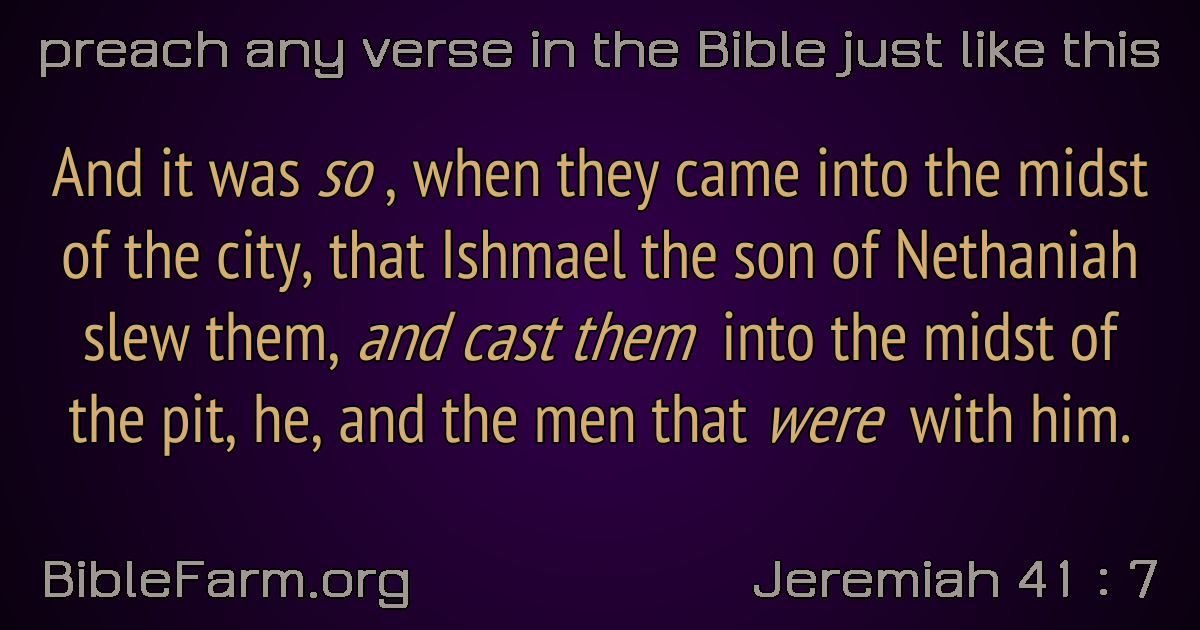 preach any verse in the Bible just like this
And it was so , when they came into the midst
of the city, that Ishmael the son of Nethaniah
slew them, and cast them into the midst of
the pit, he, and the men that were with him.
BibleFarm.org
Jeremiah 41 : 7